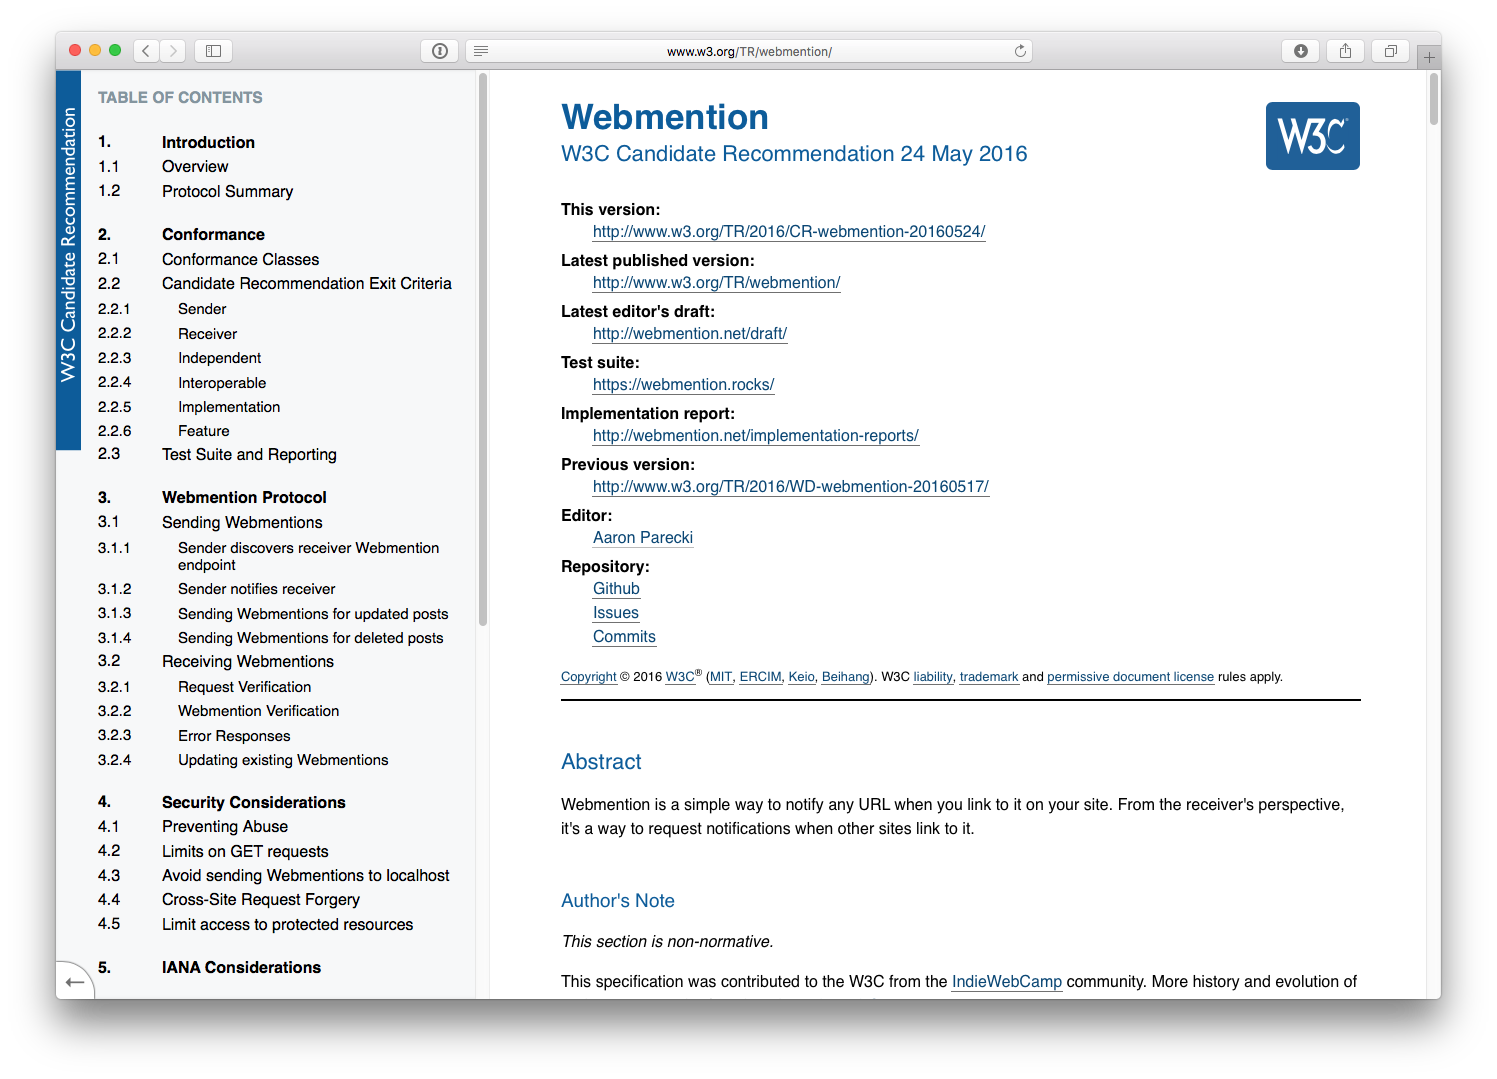 www.w3.org/TR/webmention/
W3C Candidate Recommendation
TABLE OF CONTENTS
1. Introduction
1.1 Overview
1.2 Protocol Summary
2. Conformance
2.1 Conformance Classes
2.2 Candidate Recommendation Exit Criteria
2.2.1 Sender
2.2.2 Receiver
2.2.3 Independent
2.2.4 Interoperable
2.2.5 Implementation
2.2.6 Feature
2.3 Test Suite and Reporting
3. Webmention Protocol
3.1 Sending Webmentions
3.1.1 Sender discovers receiver Webmention
endpoint
3.1.2 Sender notifies receiver
3.1.3 Sending Webmentions for updated posts
3.1.4 Sending Webmentions for deleted posts
3.2 Receiving Webmentions
3.2.1 Request Verification
3.2.2 Webmention Verification
3.2.3 Error Responses
3.2.4 Updating existing Webmentions
4. Security Considerations
4.1 Preventing Abuse
4.2 Limits on GET requests
4.3 Avoid sending Webmentions to localhost
4.4 Cross-Site Request Forgery
4.5 Limit access to protected resources
5. IANA Considerations
Webmention
W3C Candidate Recommendation 24 May 2016
W3C
This version:
http://www.w3.org/TR/2016/CR-webmention-20160524/
Latest published version:
http://www.w3.org/TR/webmention/
Latest editor's draft:
http://webmention.net/draft/
Test suite:
https://webmention.rocks/
Implementation report:
http://webmention.net/implementation-reports/
Previous version:
http://www.w3.org/TR/2016/WD-webmention-20160517/
Editor:
Aaron Parecki
Repository:
Github
Issues
Commits
Copyright © 2016 W3C® (MIT, ERCIM, Keio, Beihang). W3C liability, trademark and permissive document license rules apply.
Abstract
Webmention is a simple way to notify any URL when you link to it on your site. From the receiver's perspective,
it's a way to request notifications when other sites link to it.
Author's Note
This section is non-normative.
This specification was contributed to the W3C from the IndieWebCamp community. More history and evolution of